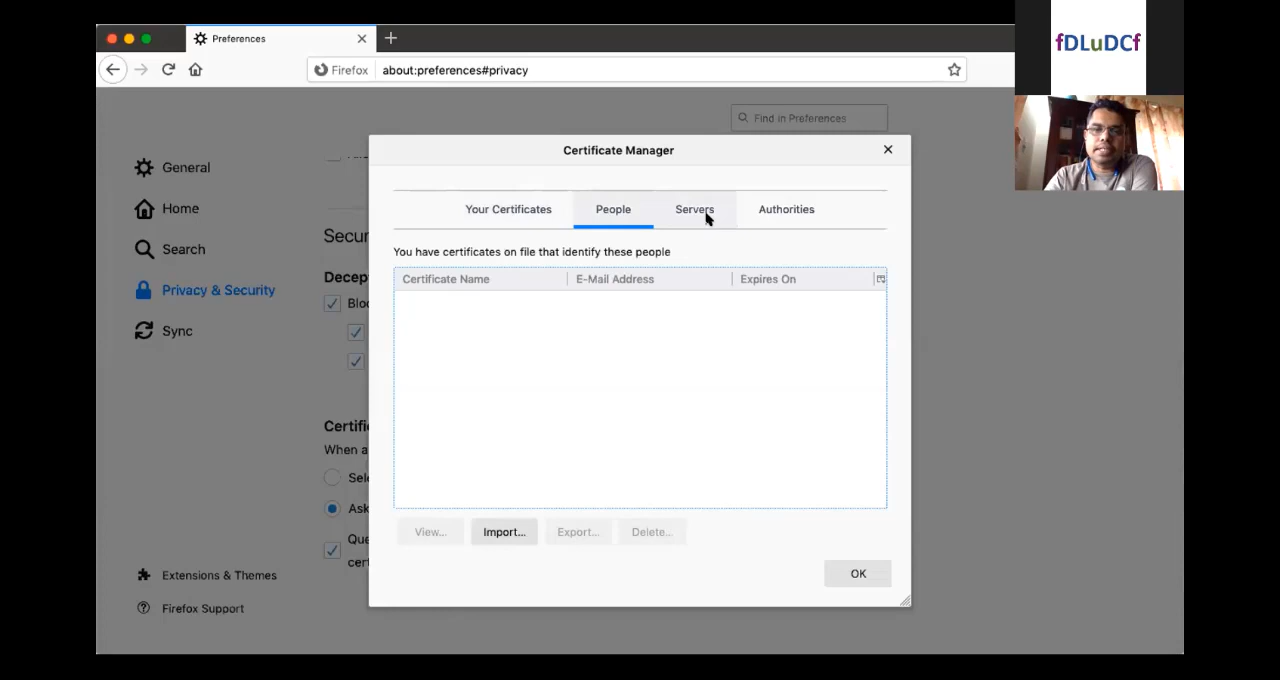 Preferences
Firefox
about:preferences#privacy
fDLuDCf
Find in Preferences
Certificate Manager
General
Home
Search
Privacy & Security
Sync
Your Certificates
People
Servers
Authorities
Secur
You have certificates on file that identify these people
Decep
Certificate Name
E-Mail Address
Expires On
Bloc
Certifi
When a
Sele
Ask
View...
Import...
Export...
Delete...
Que
cert
OK
Extensions & Themes
Firefox Support